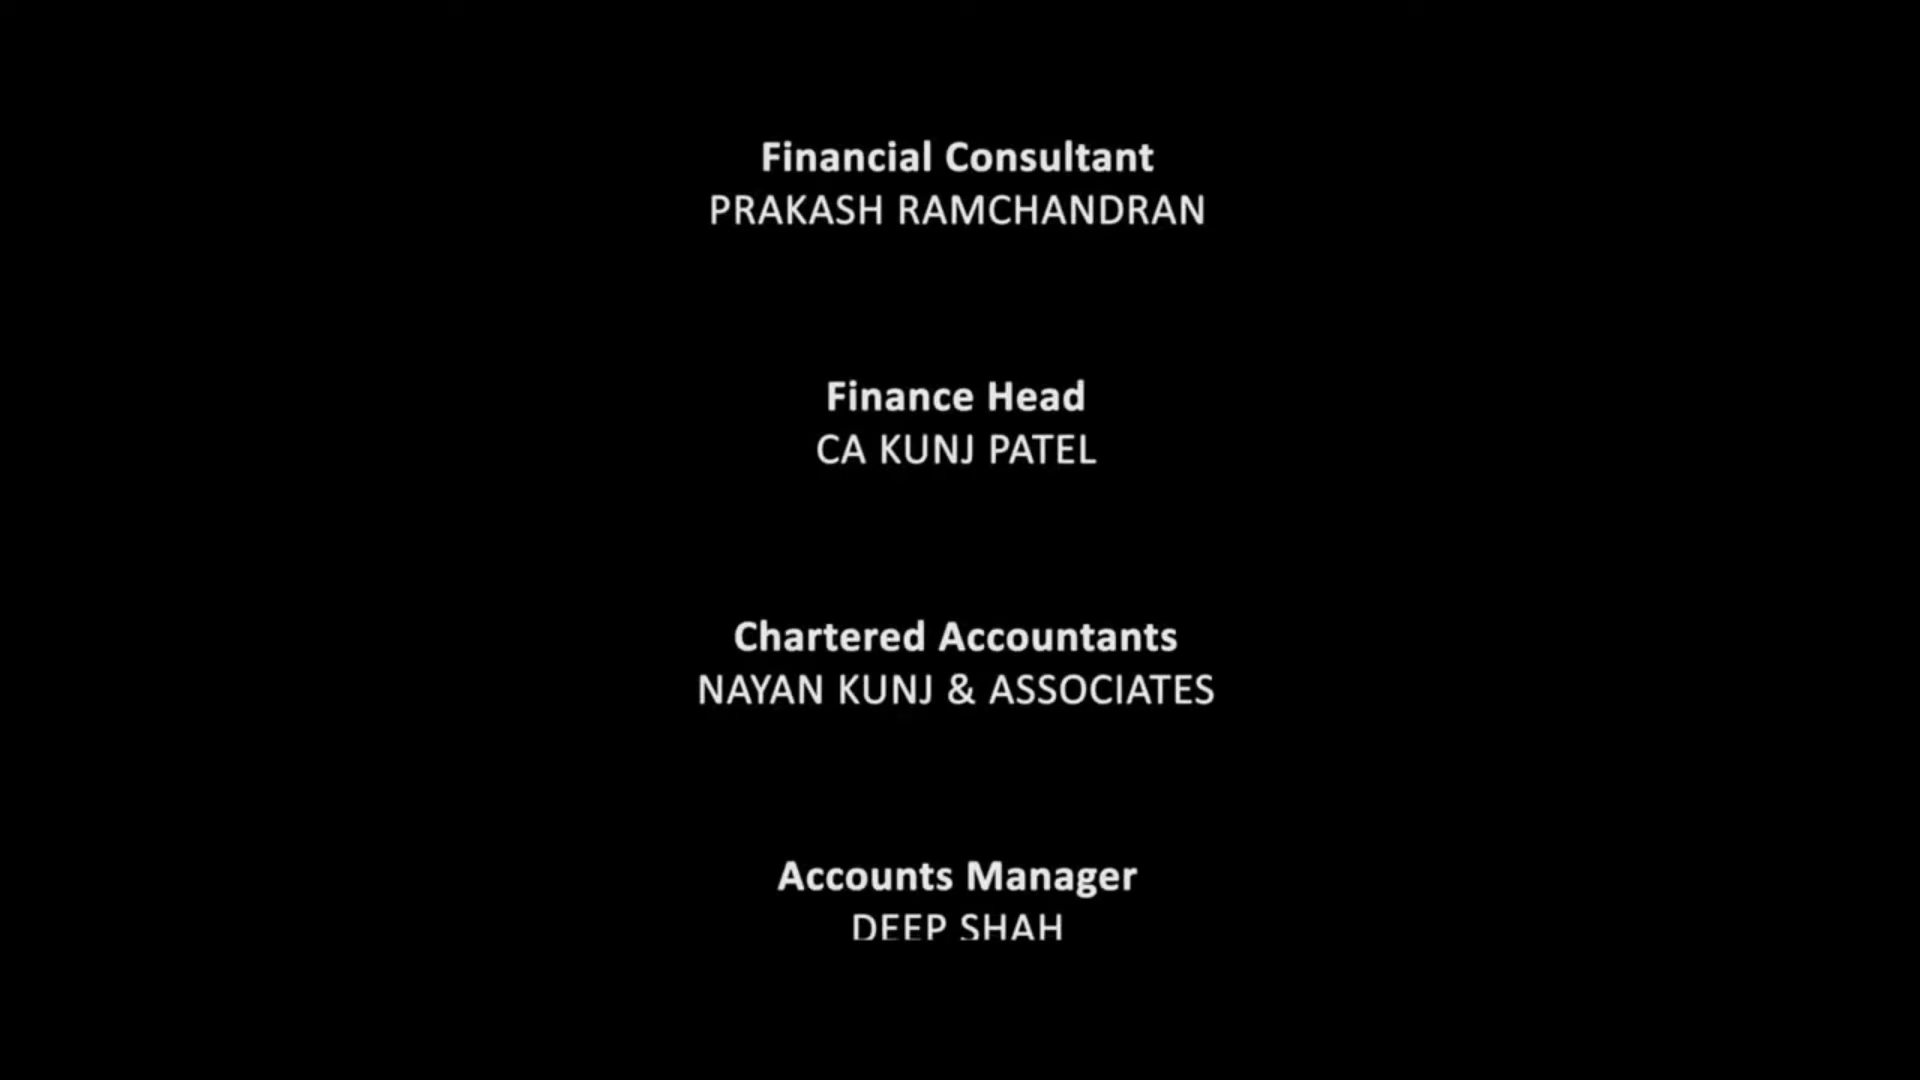 Financial Consultant
PRAKASH RAMCHANDRAN
Finance Head
CA KUNJ PATEL
Chartered Accountants
NAYAN KUNJ & ASSOCIATES
Accounts Manager
DEEP SHAH